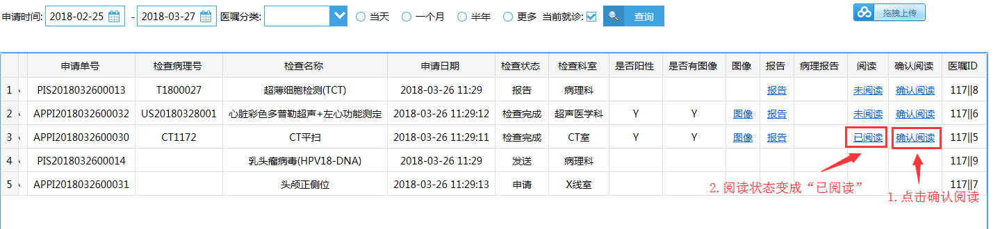 申请时间: 2018-02-25 - 2018-03-27 医嘱分类: 当天 一个月 半年 更多 当前就诊: 查询 拖拽上传
申请单号 检查病理号 检查名称 申请日期 检查状态 检查科室 是否阳性 是否有图像 图像 报告 病理报告 阅读 确认阅读 医嘱ID
1 PIS2018032600013 T1800027 超薄细胞检测(TCT) 2018-03-26 11:29 报告 病理科 报告 未阅读 确认阅读 117||8
2 APPI2018032600032 US20180328001 心脏彩色多普勒超声+左心功能测定 2018-03-26 11:29:12 检查完成 超声医学科 Y Y 图像 报告 未阅读 确认阅读 117||6
3 APPI2018032600030 CT1172 CT平扫 2018-03-26 11:29:11 检查完成 CT室 Y Y 图像 报告 已阅读 确认阅读 117||5
4 PIS2018032600014 乳头瘤病毒(HPV18-DNA) 2018-03-26 11:29 发送 病理科 117||9
5 APPI2018032600031 头颅正侧位 2018-03-26 11:29:13 申请 X线室 117||7
2.阅读状态变成“已阅读”
1.点击确认阅读